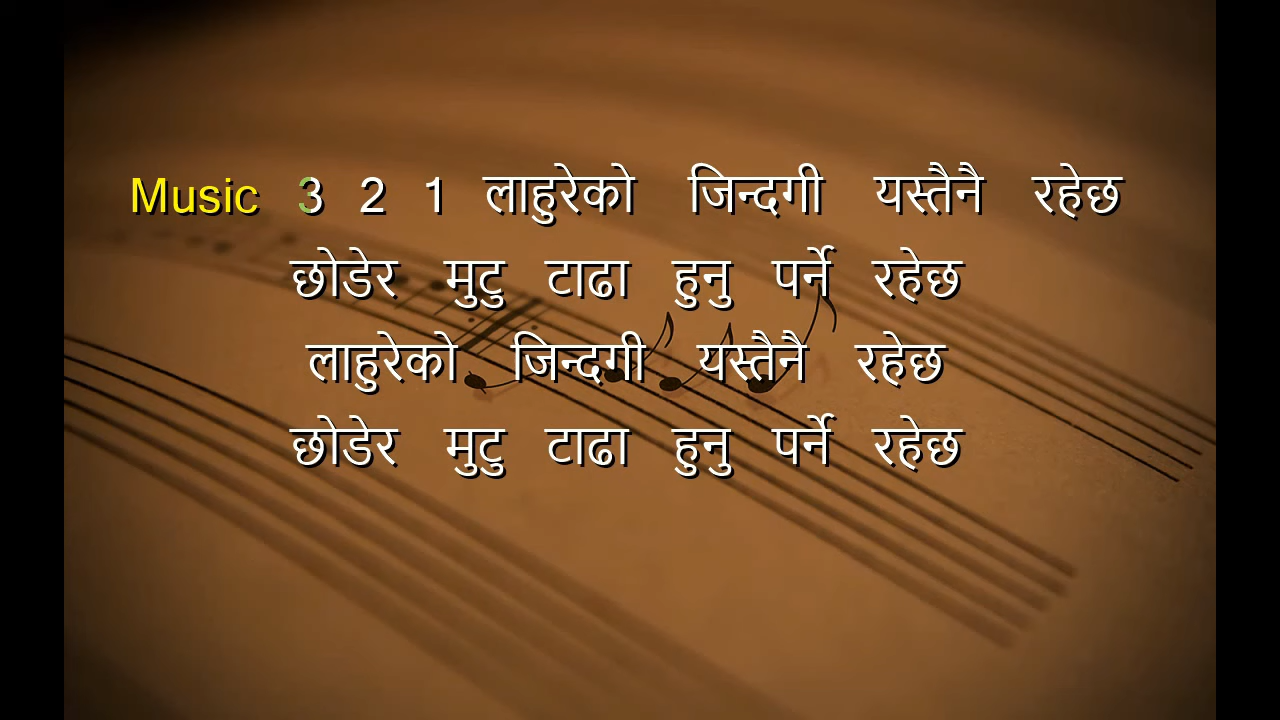 Music 3 2 1 लाहुरेको जिन्दगी यस्तैनै रहेछ
छोडेर मुटु टाढा हुनु पर्ने रहेछ
लाहुरेको जिन्दगी यस्तैनै रहेछ
छोडेर मुटु टाढा हुनु पर्ने रहेछ